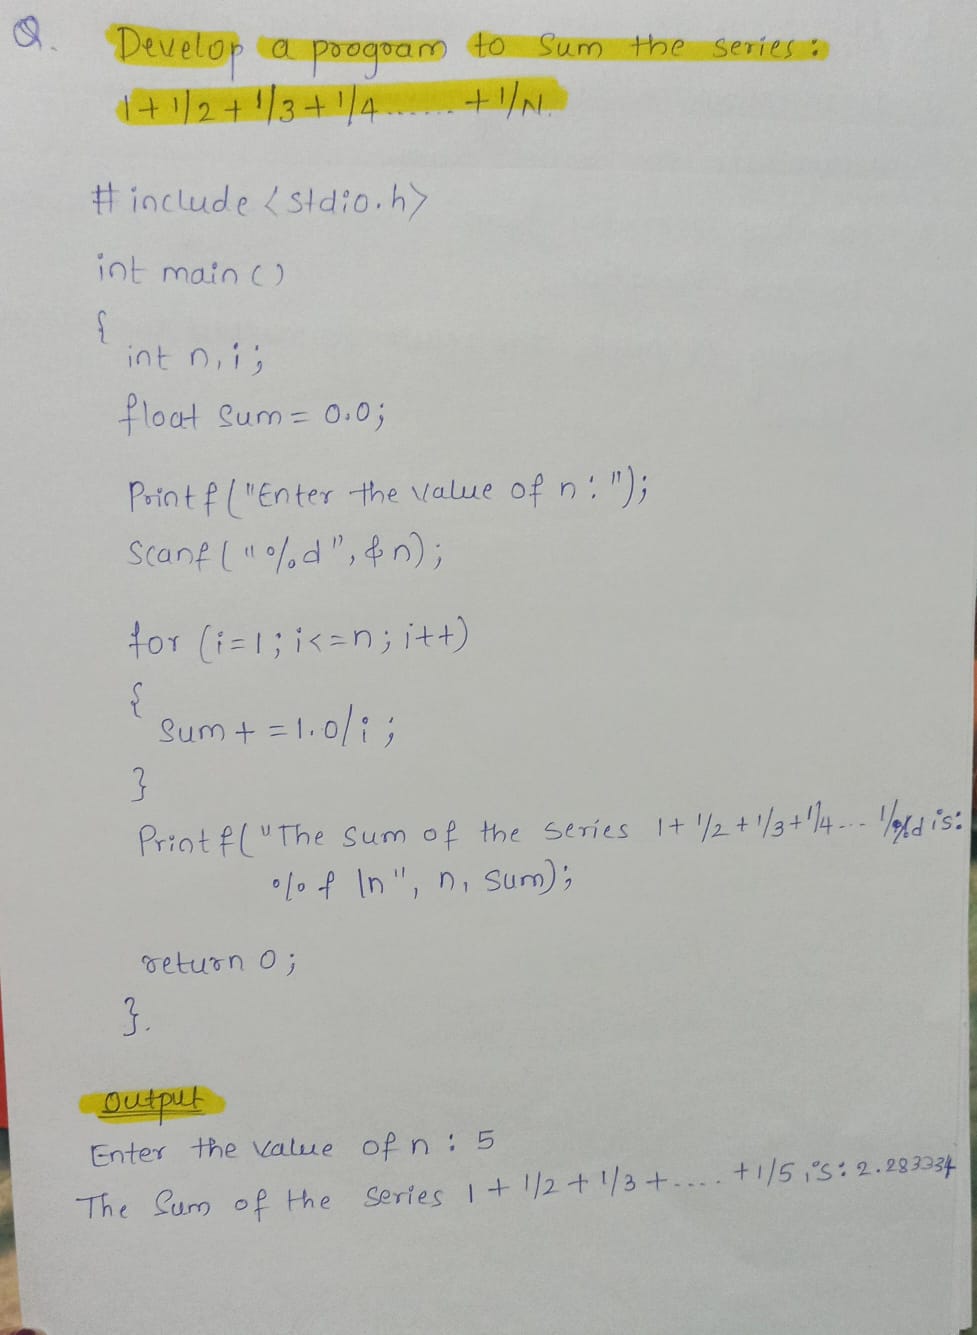 Q. Develop a program to Sum the series:
1 + 1/2 + 1/3 + 1/4 ...... + 1/N.
# include <stdio.h>
int main ()
{
int n, i;
float sum = 0.0;
Printf ("Enter the value of n: ");
Scanf ("%d", &n);
for (i=1; i<=n; i++)
{
Sum + = 1.0/i;
}
Printf("The sum of the series 1 + 1/2 + 1/3 + 1/4 ... 1/%d is:
%f \n", n, sum);
return 0;
}.
Output
Enter the value of n : 5
The Sum of the series 1 + 1/2 + 1/3 + .... + 1/5 is: 2.283334